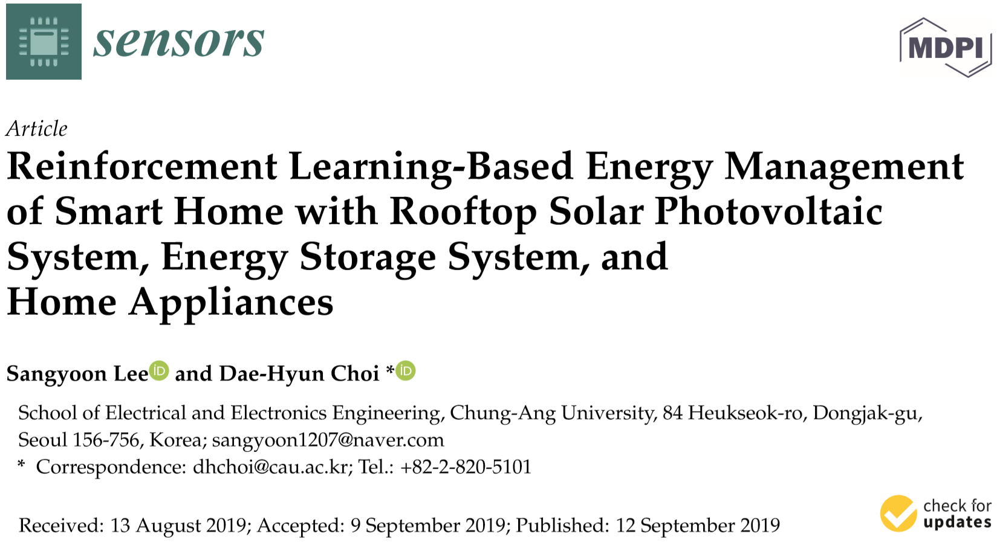 sensors
MDPI
Article
Reinforcement Learning-Based Energy Management
of Smart Home with Rooftop Solar Photovoltaic
System, Energy Storage System, and
Home Appliances
Sangyoon Lee iD and Dae-Hyun Choi * iD
School of Electrical and Electronics Engineering, Chung-Ang University, 84 Heukseok-ro, Dongjak-gu,
Seoul 156-756, Korea; sangyoon1207@naver.com
* Correspondence: dhchoi@cau.ac.kr; Tel.: +82-2-820-5101
Received: 13 August 2019; Accepted: 9 September 2019; Published: 12 September 2019
check for
updates